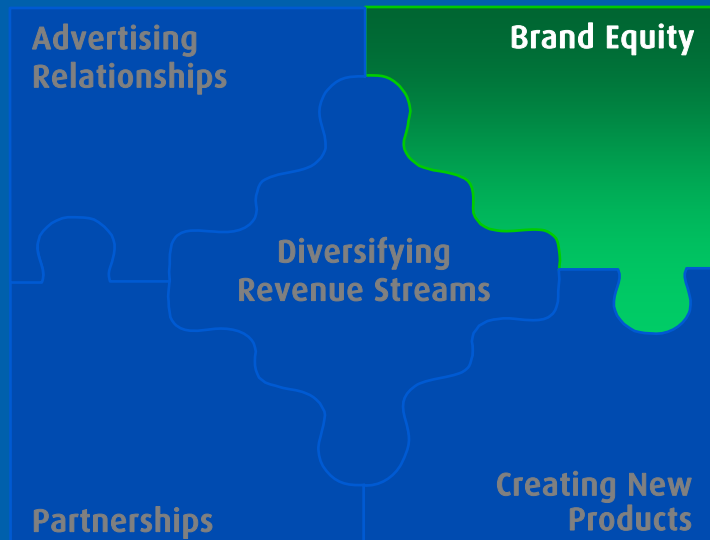 Advertising
Relationships
Brand Equity
Diversifying
Revenue Streams
Partnerships
Creating New
Products